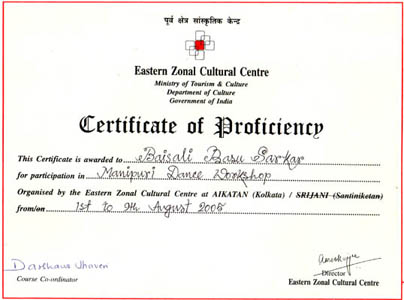 पूर्व क्षेत्र सांस्कृतिक केन्द्र
Eastern Zonal Cultural Centre
Ministry of Tourism & Culture
Department of Culture
Government of India
Certificate of Proficiency
This Certificate is awarded to Baisali Basu Sarkar
for participation in Manipuri Dance Workshop
Organised by the Eastern Zonal Cultural Centre at AIKATAN (Kolkata) / SRIJANI (Santiniketan)
from/on 1st to 9th August 2005
Darshana Jhaveri
Course Co-ordinator
Director
Eastern Zonal Cultural Centre